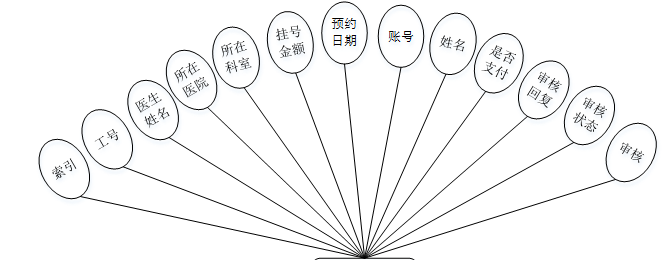 索引
工号
医生
姓名
所在
医院
所在
科室
挂号
金额
预约
日期
账号
姓名
是否
支付
审核
回复
审核
状态
审核